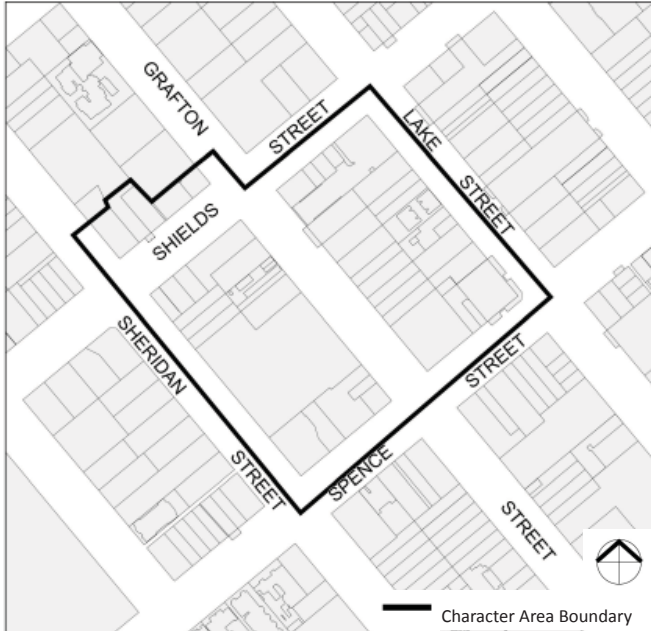 GRAFTON
STREET
LAKE
STREET
SHIELDS
SHERIDAN
STREET
SPENCE
STREET
STREET
Character Area Boundary